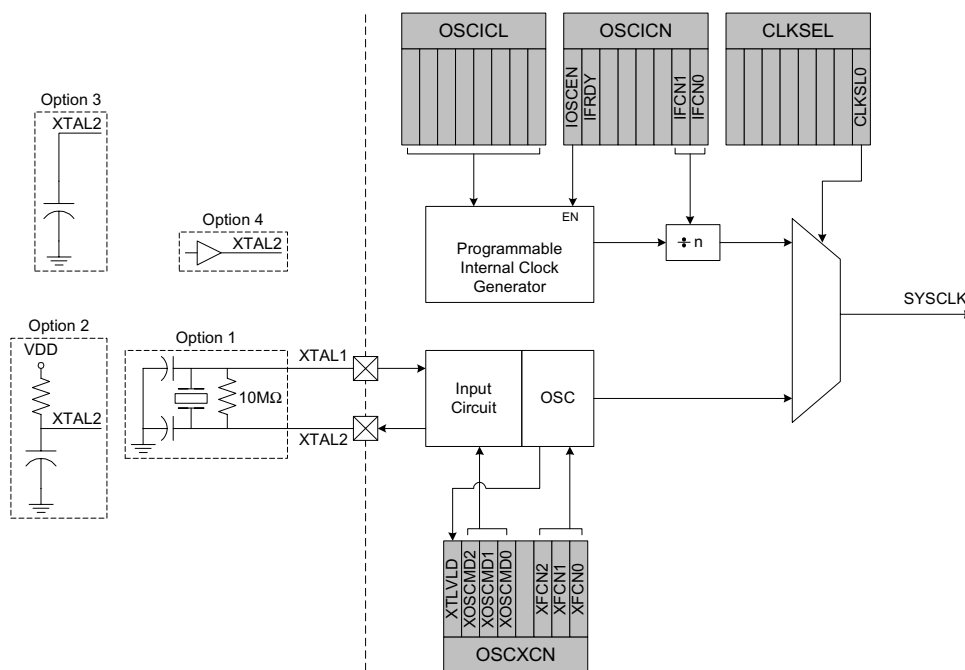 OSCICL
OSCICN
CLKSEL
IOSCEN
IFRDY
IFCN1
IFCN0
CLKSL0
Option 3
XTAL2
Option 4
XTAL2
EN
Programmable
Internal Clock
Generator
÷ n
SYSCLK
Option 2
VDD
XTAL2
Option 1
10MΩ
XTAL1
XTAL2
Input
Circuit
OSC
XTLVLD
XOSCMD2
XOSCMD1
XOSCMD0
XFCN2
XFCN1
XFCN0
OSCXCN